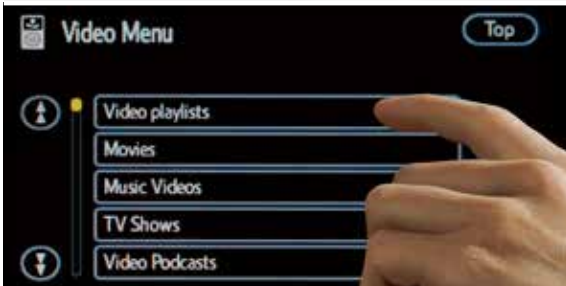 Video Menu
Top
Video playlists
Movies
Music Videos
TV Shows
Video Podcasts